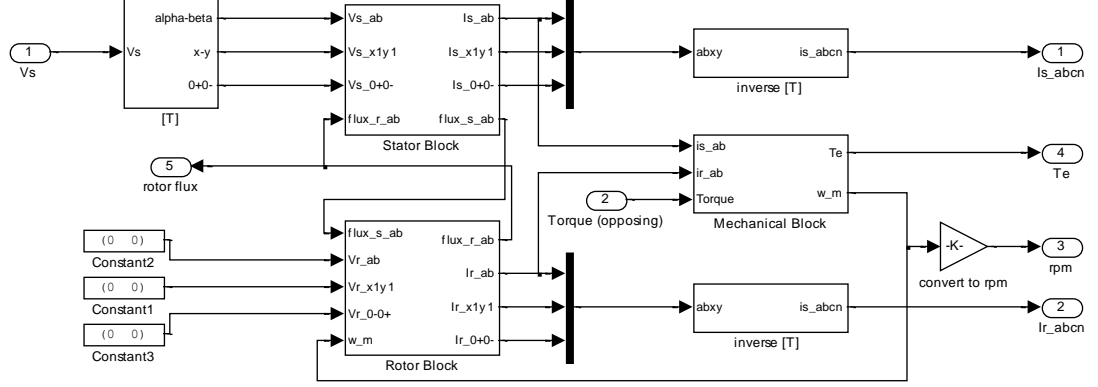 1
Vs
Vs
alpha-beta
x-y
0+0-
[T]
Vs_ab
Vs_x1y1
Vs_0+0-
flux_r_ab
Is_ab
Is_x1y1
Is_0+0-
flux_s_ab
Stator Block
abxy
is_abcn
inverse [T]
1
Is_abcn
5
rotor flux
2
Torque (opposing)
is_ab
ir_ab
Torque
Te
w_m
Mechanical Block
4
Te
(0 0)
Constant2
(0 0)
Constant1
(0 0)
Constant3
flux_s_ab
Vr_ab
Vr_x1y1
Vr_0-0+
w_m
flux_r_ab
Ir_ab
Ir_x1y1
Ir_0+0-
Rotor Block
-K-
convert to rpm
3
rpm
abxy
is_abcn
inverse [T]
2
Ir_abcn